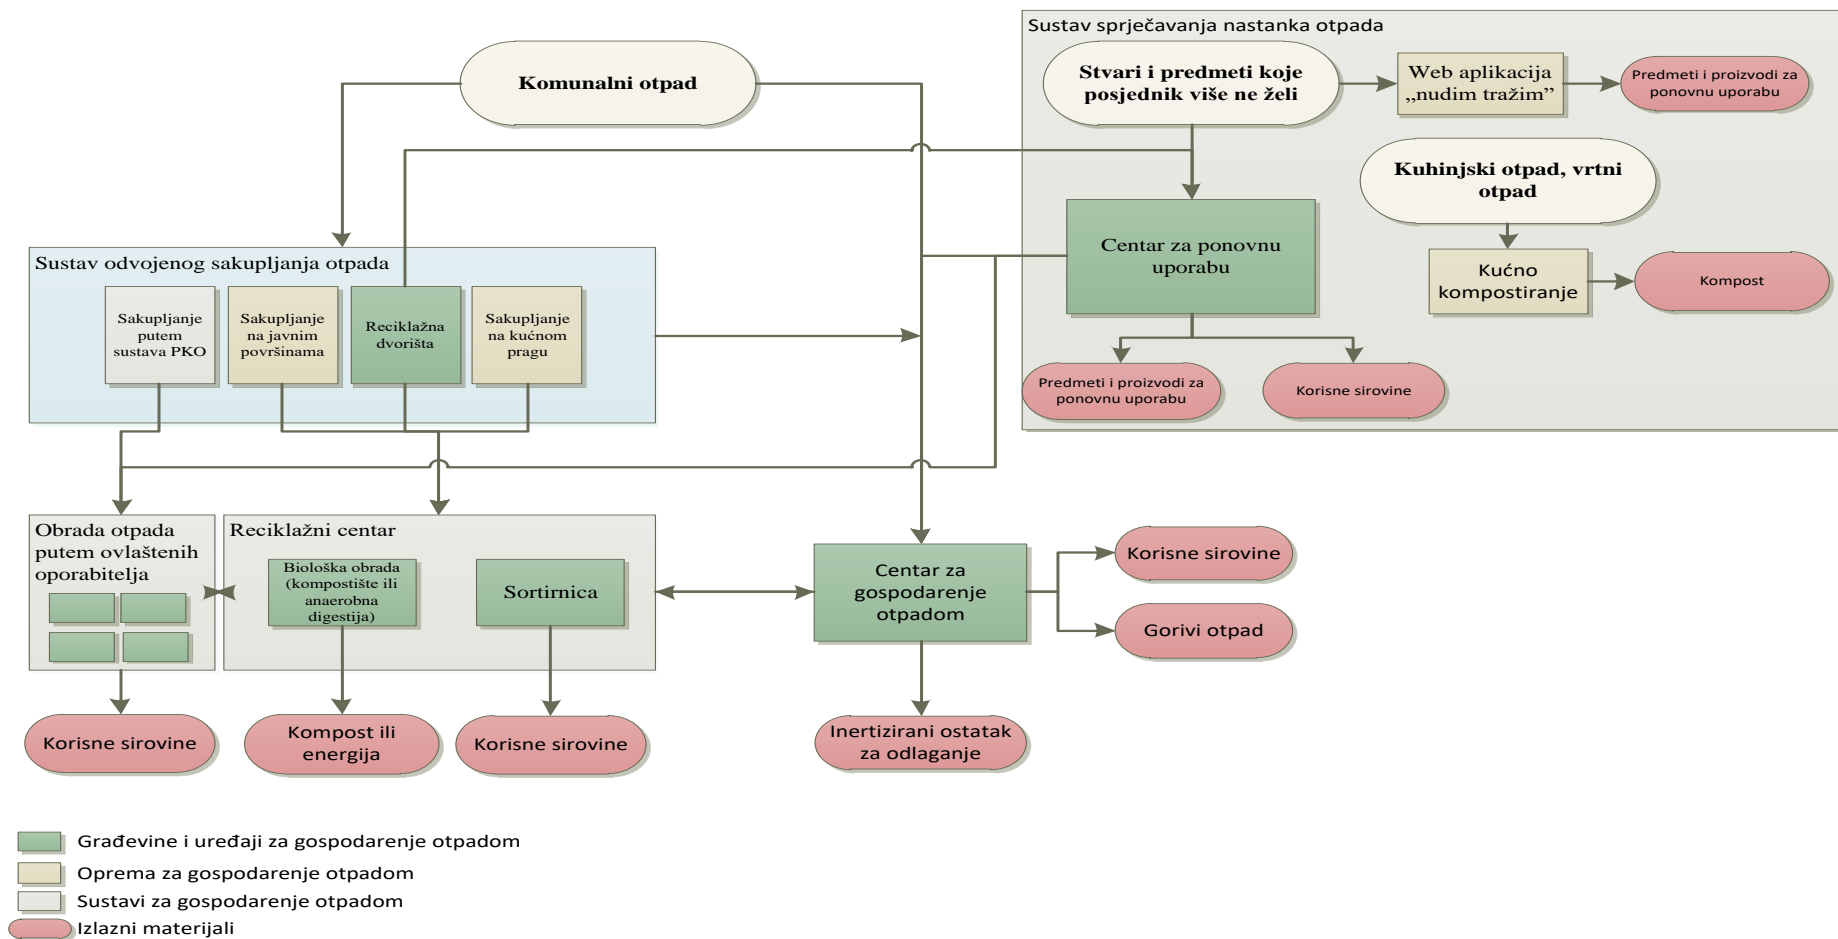 Sustav sprječavanja nastanka otpada
Komunalni otpad
Stvari i predmeti koje
posjednik više ne želi
Web aplikacija
„nudim tražim”
Predmeti i proizvodi za
ponovnu uporabu
Kuhinjski otpad, vrtni
otpad
Centar za ponovnu
uporabu
Kućno
kompostiranje
Kompost
Predmeti i proizvodi za
ponovnu uporabu
Korisne sirovine
Sustav odvojenog sakupljanja otpada
Sakupljanje
putem
sustava PKO
Sakupljanje
na javnim
površinama
Reciklažna
dvorišta
Sakupljanje
na kućnom
pragu
Obrada otpada
putem ovlaštenih
oporabitelja
Reciklažni centar
Biološka obrada
(kompostište ili
anaerobna
digestija)
Sortirnica
Centar za
gospodarenje
otpadom
Korisne sirovine
Gorivi otpad
Korisne sirovine
Kompost ili
energija
Korisne sirovine
Inertizirani ostatak
za odlaganje
Građevine i uređaji za gospodarenje otpadom
Oprema za gospodarenje otpadom
Sustavi za gospodarenje otpadom
Izlazni materijali